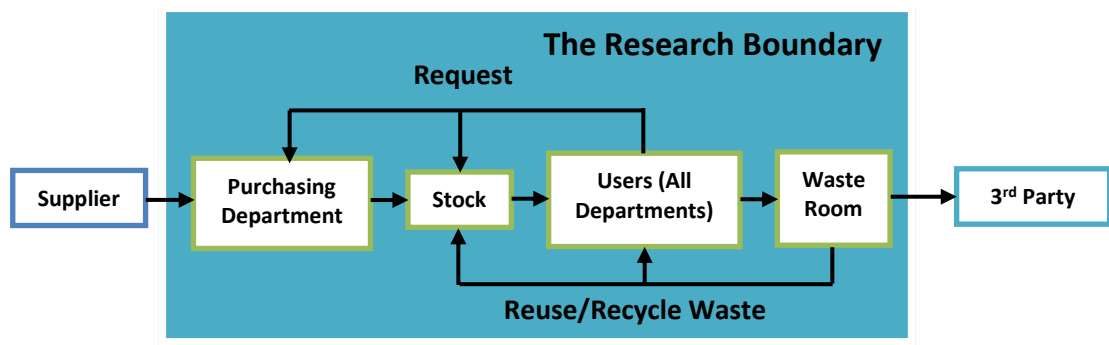 The Research Boundary
Request
Supplier
Purchasing
Department
Stock
Users (All
Departments)
Waste
Room
3rd Party
Reuse/Recycle Waste